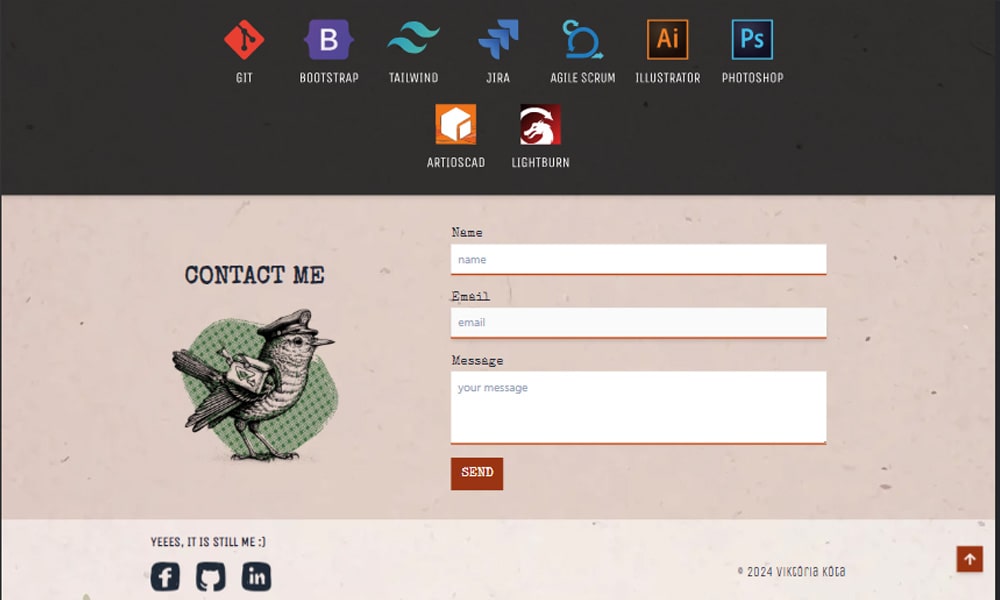 B Ai Ps
GIT BOOTSTRAP TAILWIND JIRA AGILE SCRUM ILLUSTRATOR PHOTOSHOP
ARTIOSCAD LIGHTBURN
Name
name
CONTACT ME
Email
email
Message
your message
SEND
YEEES, IT IS STILL ME :)
f in
© 2024 Viktória Kóta